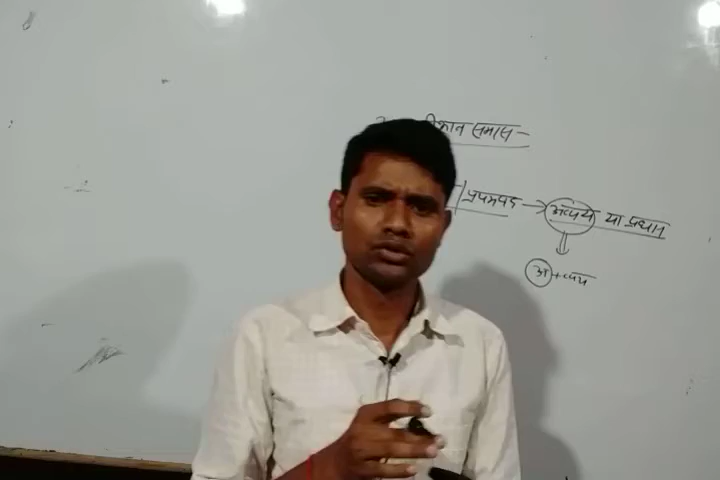 समास -
प्रथमपद → अव्यय या प्रधान
अ + व्यय